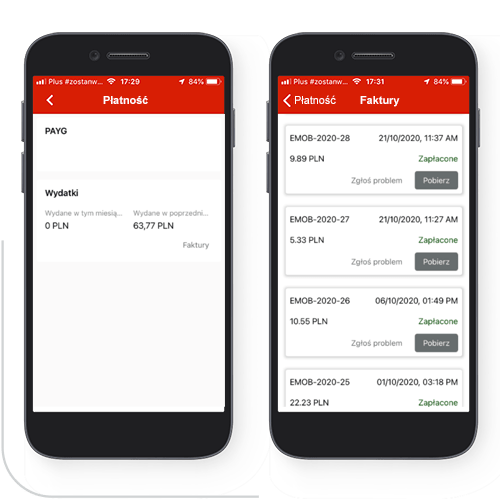 Plus #zostanw... 17:29 84%
Płatność
PAYG
Wydatki
Wydane w tym miesią... Wydane w poprzedni...
0 PLN 63,77 PLN
Faktury
Plus #zostanw... 17:31 84%
Płatność Faktury
EMOB-2020-28 21/10/2020, 11:37 AM
9.89 PLN Zapłacone
Zgłoś problem Pobierz
EMOB-2020-27 21/10/2020, 11:27 AM
5.33 PLN Zapłacone
Zgłoś problem Pobierz
EMOB-2020-26 06/10/2020, 01:49 PM
10.55 PLN Zapłacone
Zgłoś problem Pobierz
EMOB-2020-25 01/10/2020, 03:18 PM
22.23 PLN Zapłacone